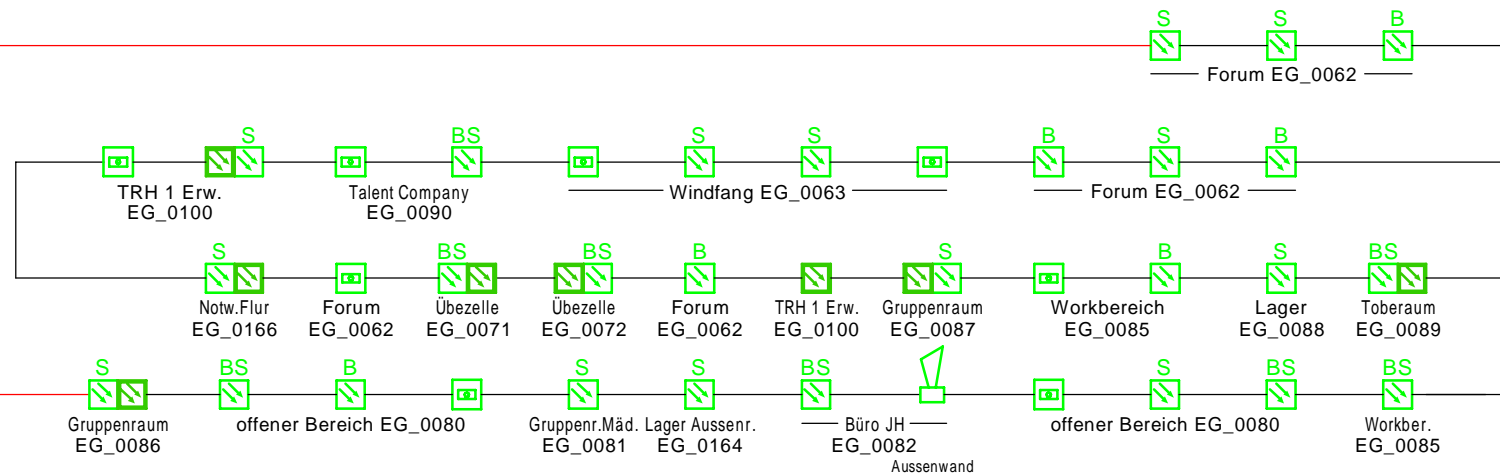 S S B
Forum EG_0062
S BS S S B S B
TRH 1 Erw. Talent Company Windfang EG_0063 Forum EG_0062
EG_0100 EG_0090
S BS BS B S B S BS
Notw.Flur Forum Übezelle Übezelle Forum TRH 1 Erw. Gruppenraum Workbereich Lager Toberaum
EG_0166 EG_0062 EG_0071 EG_0072 EG_0062 EG_0100 EG_0087 EG_0085 EG_0088 EG_0089
S BS B S S BS S BS BS
Gruppenraum offener Bereich EG_0080 Gruppenr.Mäd. Lager Aussenr. Büro JH offener Bereich EG_0080 Workber.
EG_0086 EG_0081 EG_0164 EG_0082 EG_0085
Aussenwand